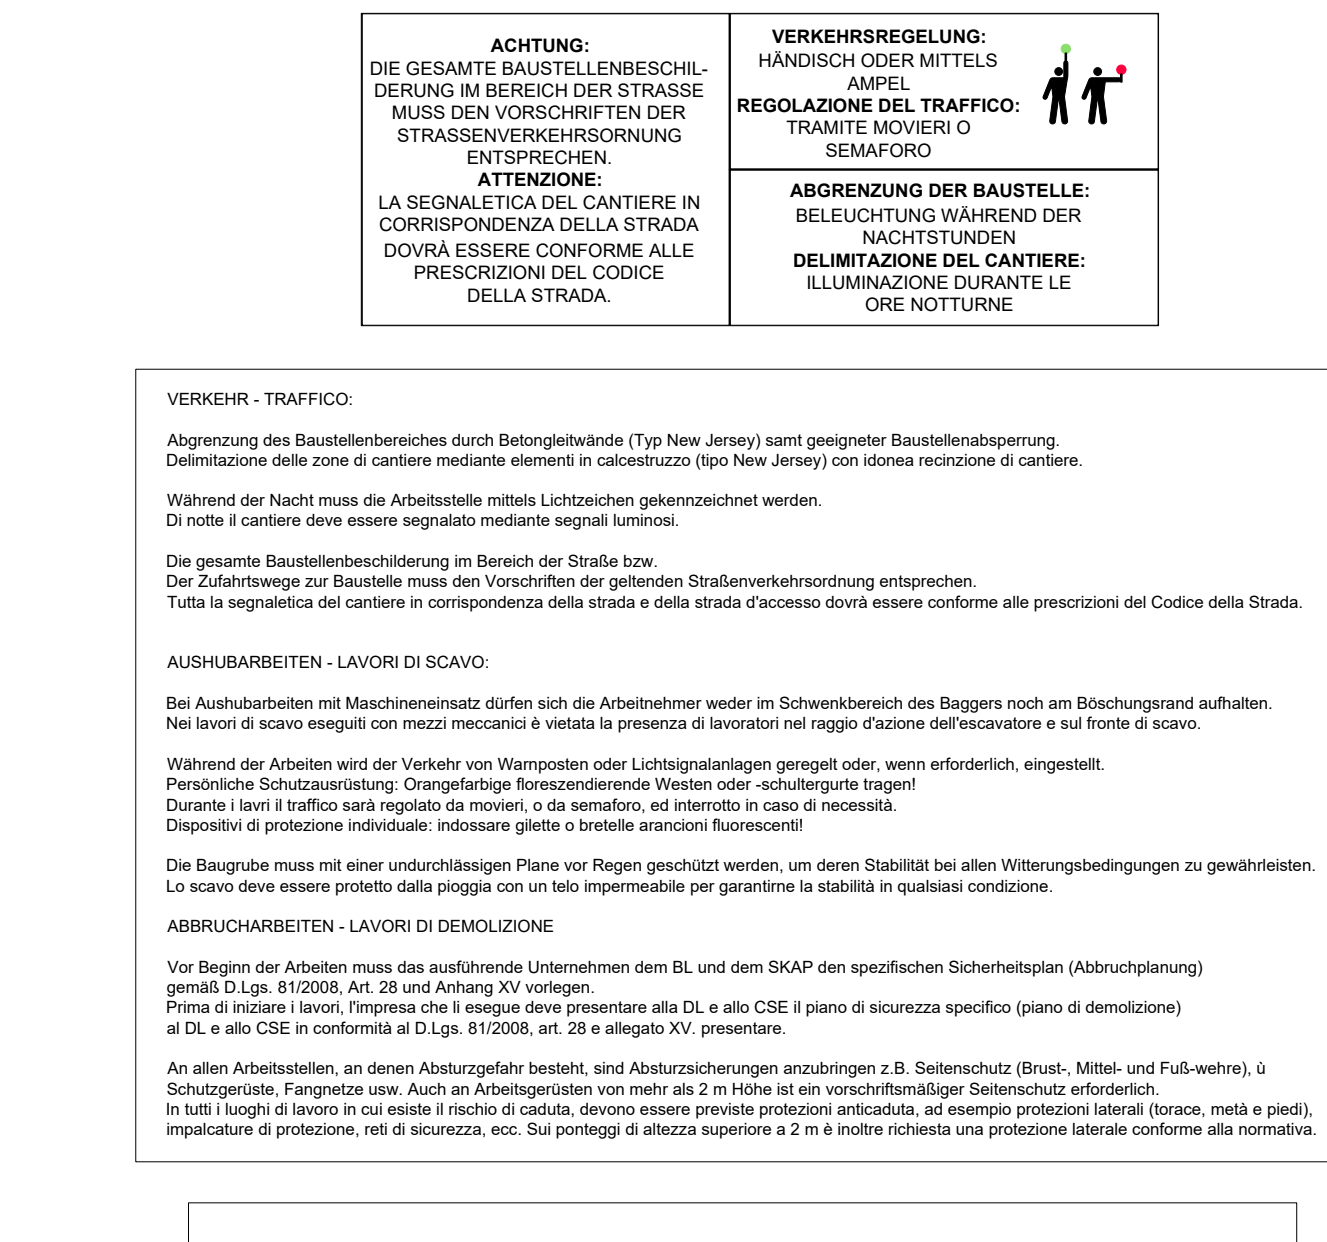 ACHTUNG:
DIE GESAMTE BAUSTELLENBESCHIL-
DERUNG IM BEREICH DER STRASSE
MUSS DEN VORSCHRIFTEN DER
STRASSENVERKEHRSORNUNG
ENTSPRECHEN.
ATTENZIONE:
LA SEGNALETICA DEL CANTIERE IN
CORRISPONDENZA DELLA STRADA
DOVRÀ ESSERE CONFORME ALLE
PRESCRIZIONI DEL CODICE
DELLA STRADA.
VERKEHRSREGELUNG:
HÄNDISCH ODER MITTELS
AMPEL
REGOLAZIONE DEL TRAFFICO:
TRAMITE MOVIERI O
SEMAFORO
ABGRENZUNG DER BAUSTELLE:
BELEUCHTUNG WÄHREND DER
NACHTSTUNDEN
DELIMITAZIONE DEL CANTIERE:
ILLUMINAZIONE DURANTE LE
ORE NOTTURNE
VERKEHR - TRAFFICO:
Abgrenzung des Baustellenbereiches durch Betongleitwände (Typ New Jersey) samt geeigneter Baustellenabsperrung.
Delimitazione delle zone di cantiere mediante elementi in calcestruzzo (tipo New Jersey) con idonea recinzione di cantiere.
Während der Nacht muss die Arbeitsstelle mittels Lichtzeichen gekennzeichnet werden.
Di notte il cantiere deve essere segnalato mediante segnali luminosi.
Die gesamte Baustellenbeschilderung im Bereich der Straße bzw.
Der Zufahrtswege zur Baustelle muss den Vorschriften der geltenden Straßenverkehrsordnung entsprechen.
Tutta la segnaletica del cantiere in corrispondenza della strada e della strada d'accesso dovrà essere conforme alle prescrizioni del Codice della Strada.
AUSHUBARBEITEN - LAVORI DI SCAVO:
Bei Aushubarbeiten mit Maschineneinsatz dürfen sich die Arbeitnehmer weder im Schwenkbereich des Baggers noch am Böschungsrand aufhalten.
Nei lavori di scavo eseguiti con mezzi meccanici è vietata la presenza di lavoratori nel raggio d'azione dell'escavatore e sul fronte di scavo.
Während der Arbeiten wird der Verkehr von Warnposten oder Lichtsignalanlagen geregelt oder, wenn erforderlich, eingestellt.
Persönliche Schutzausrüstung: Orangefarbige floreszendierende Westen oder -schultergurte tragen!
Durante i lavri il traffico sarà regolato da movieri, o da semaforo, ed interrotto in caso di necessità.
Dispositivi di protezione individuale: indossare gilette o bretelle arancioni fluorescenti!
Die Baugrube muss mit einer undurchlässigen Plane vor Regen geschützt werden, um deren Stabilität bei allen Witterungsbedingungen zu gewährleisten.
Lo scavo deve essere protetto dalla pioggia con un telo impermeabile per garantirne la stabilità in qualsiasi condizione.
ABBRUCHARBEITEN - LAVORI DI DEMOLIZIONE
Vor Beginn der Arbeiten muss das ausführende Unternehmen dem BL und dem SKAP den spezifischen Sicherheitsplan (Abbruchplanung)
gemäß D.Lgs. 81/2008, Art. 28 und Anhang XV vorlegen.
Prima di iniziare i lavori, l'impresa che li esegue deve presentare alla DL e allo CSE il piano di sicurezza specifico (piano di demolizione)
al DL e allo CSE in conformità al D.Lgs. 81/2008, art. 28 e allegato XV. presentare.
An allen Arbeitsstellen, an denen Absturzgefahr besteht, sind Absturzsicherungen anzubringen z.B. Seitenschutz (Brust-, Mittel- und Fuß-wehre), ù
Schutzgerüste, Fangnetze usw. Auch an Arbeitsgerüsten von mehr als 2 m Höhe ist ein vorschriftsmäßiger Seitenschutz erforderlich.
In tutti i luoghi di lavoro in cui esiste il rischio di caduta, devono essere previste protezioni anticaduta, ad esempio protezioni laterali (torace, metà e piedi),
impalcature di protezione, reti di sicurezza, ecc. Sui ponteggi di altezza superiore a 2 m è inoltre richiesta una protezione laterale conforme alla normativa.